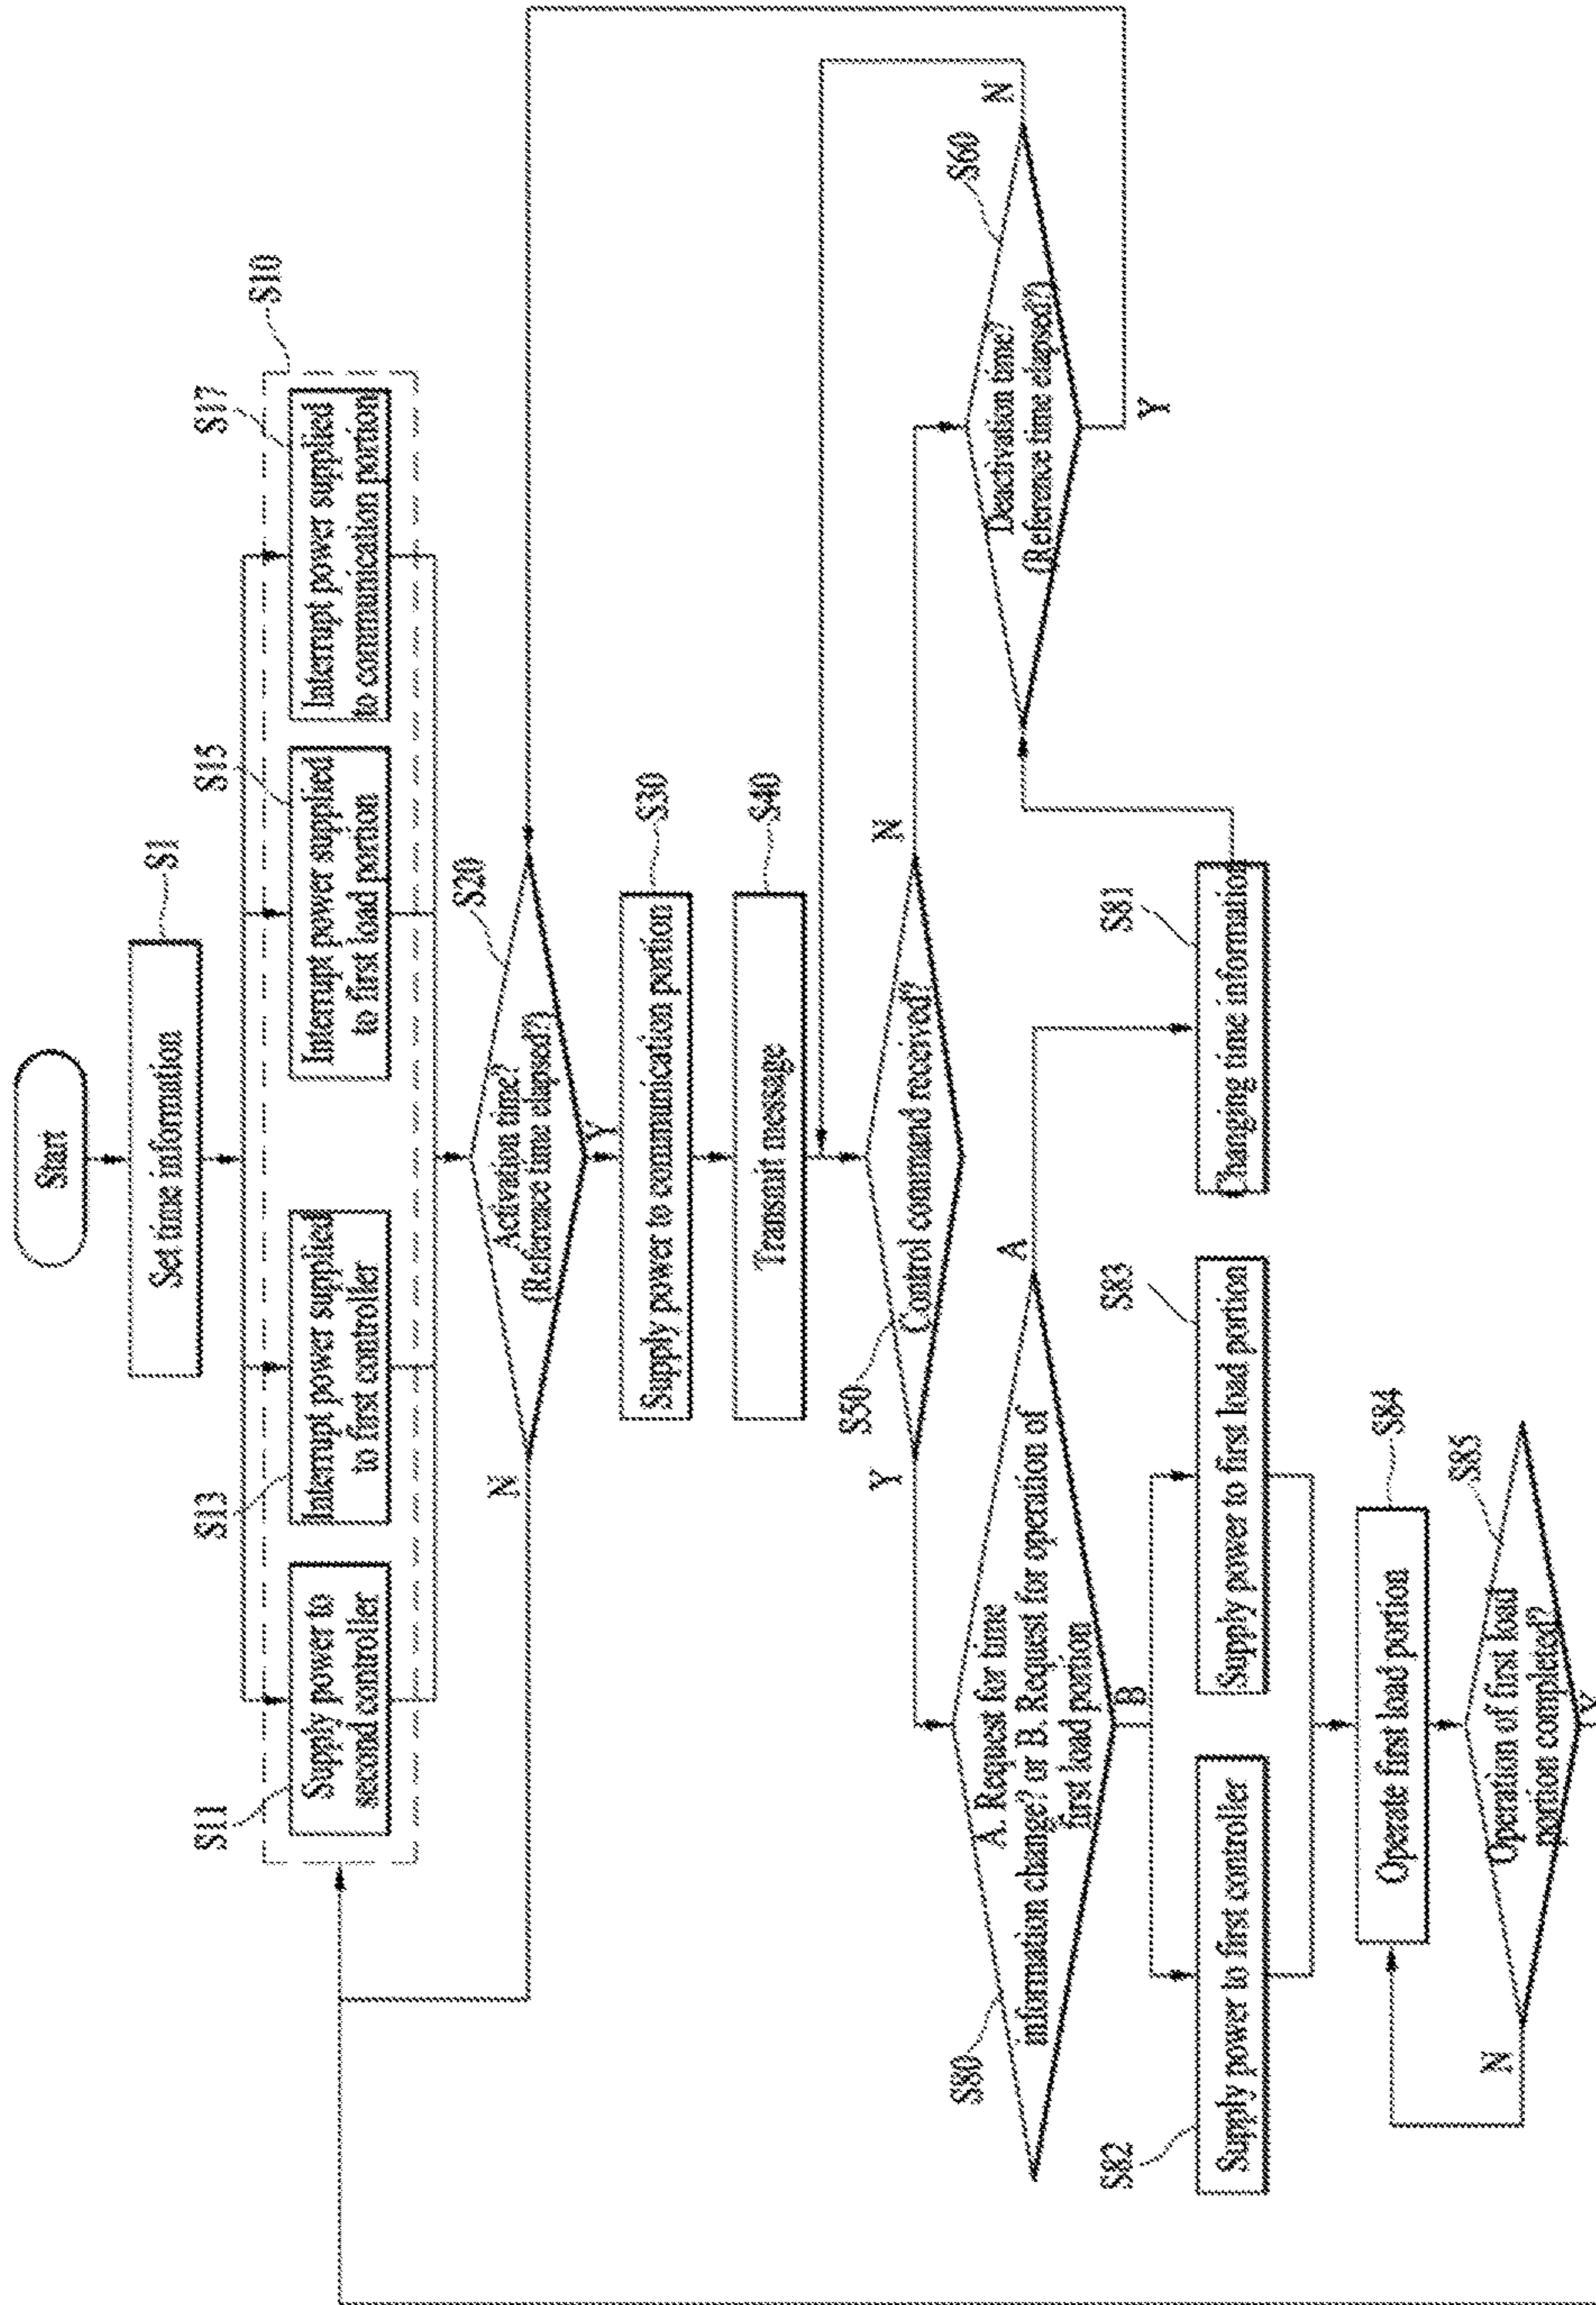 Start
Set time information
S1
S10
S11
Supply power to
second controller
S13
Interrupt power supplied
to first controller
S15
Interrupt power supplied
to first load portion
S17
Interrupt power supplied
to communication portion
S20
Activation time?
(Reference time elapsed?)
N
Y
Supply power to communication portion
S30
Transmit message
S40
S50
Control command received?
Y
N
S60
Deactivation time?
(Reference time elapsed?)
N
Y
S80
A. Request for time
information change? or B. Request for operation of
first load portion
A
B
S81
Changing time information
S82
Supply power to first controller
S83
Supply power to first load portion
S84
Operate first load portion
S85
Operation of first load
portion completed?
N
Y